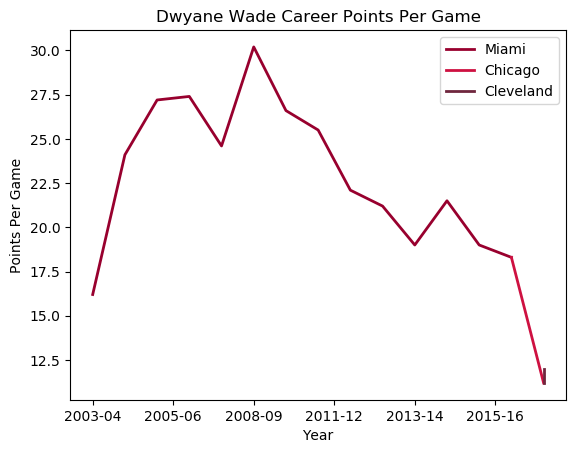 Dwyane Wade Career Points Per Game
Miami
Chicago
Cleveland
Points Per Game
30.0
27.5
25.0
22.5
20.0
17.5
15.0
12.5
2003-04 2005-06 2008-09 2011-12 2013-14 2015-16
Year